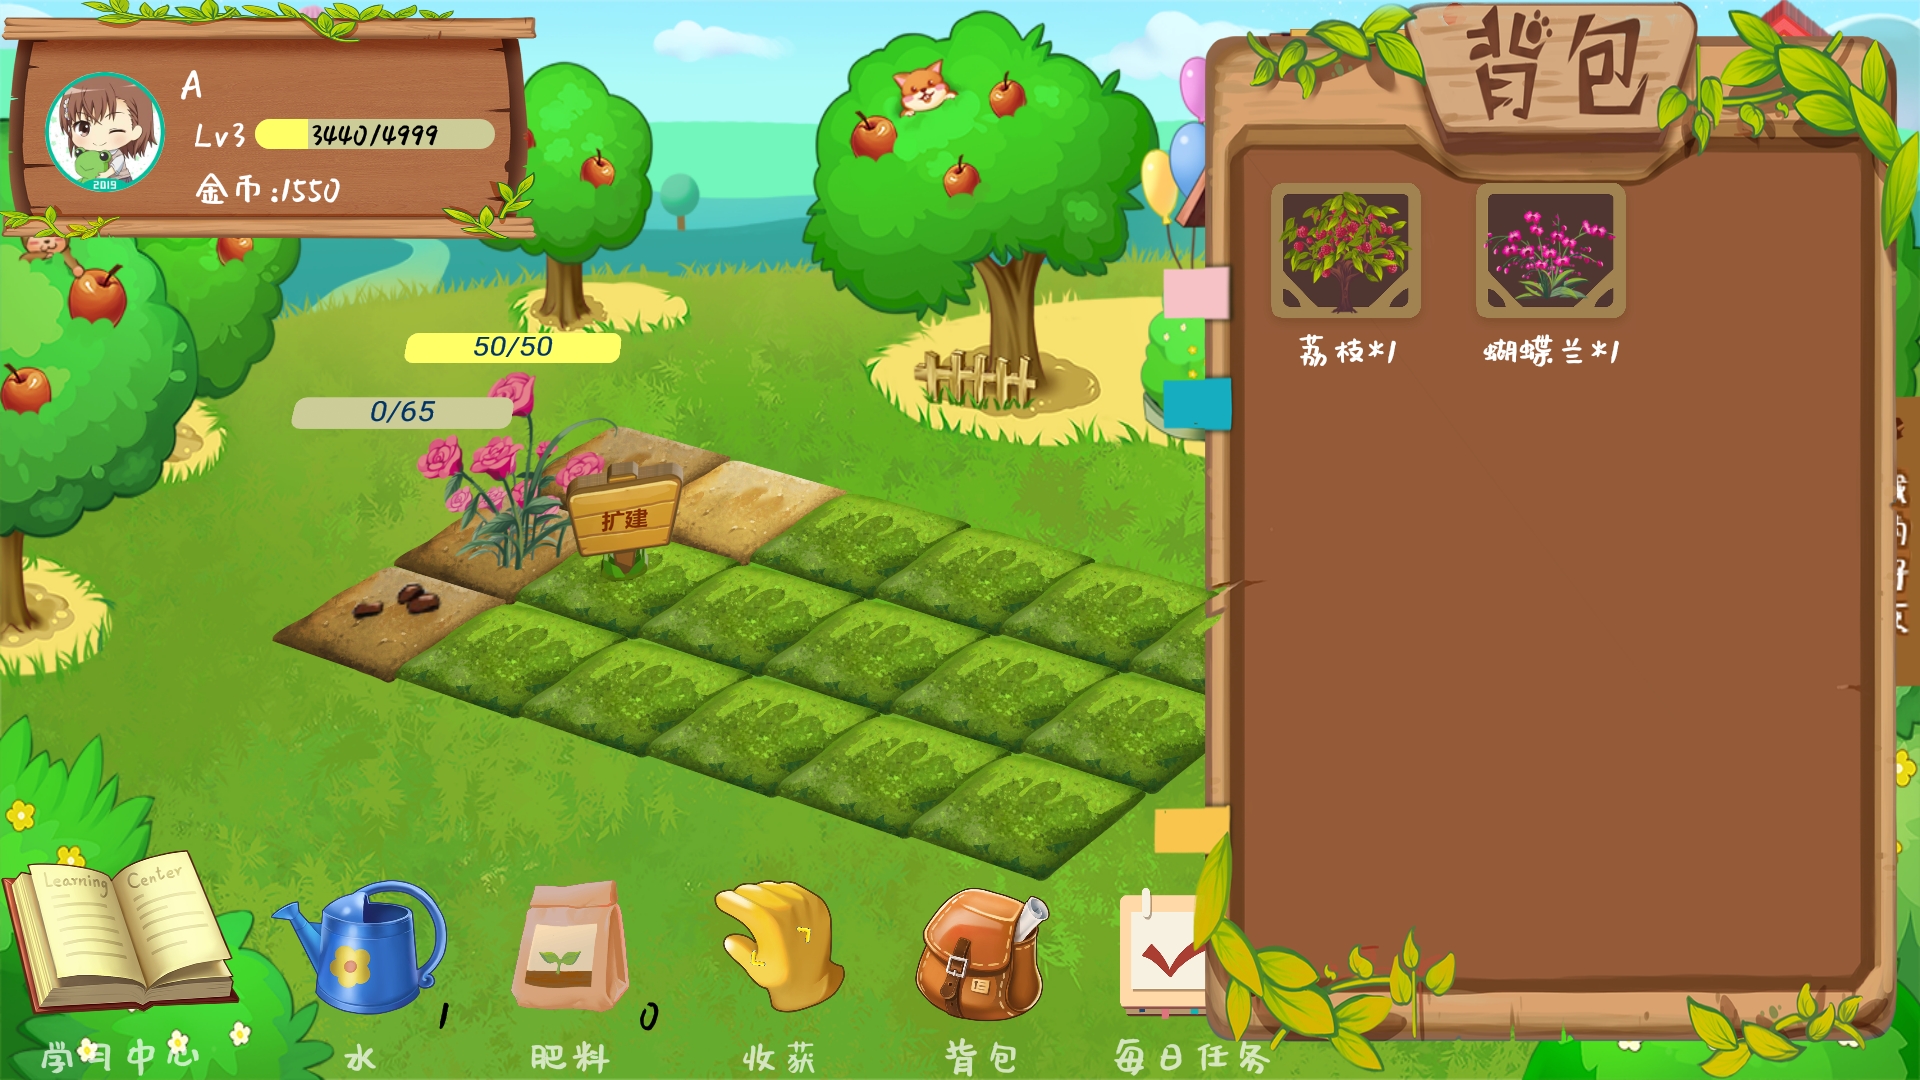 A
Lv3 3440/4999
金币:1550
2019
背包
荔枝*1
蝴蝶兰*1
50/50
0/65
扩建
Learning Center
1
0
学习中心
水
肥料
收获
背包
每日任务